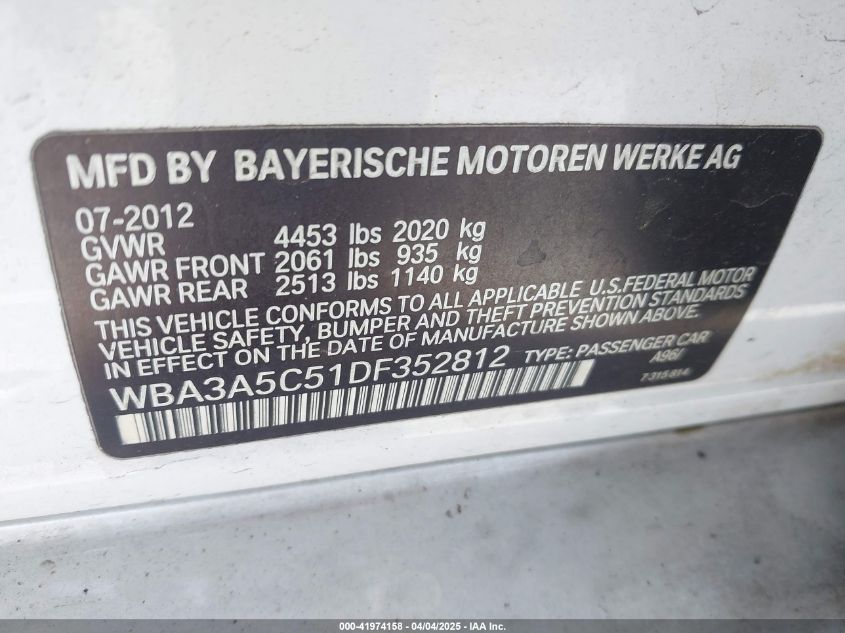 MFD BY BAYERISCHE MOTOREN WERKE AG
07-2012
GVWR 4453 lbs 2020 kg
GAWR FRONT 2061 lbs 935 kg
GAWR REAR 2513 lbs 1140 kg
THIS VEHICLE CONFORMS TO ALL APPLICABLE U.S.FEDERAL MOTOR
VEHICLE SAFETY, BUMPER AND THEFT PREVENTION STANDARDS
IN EFFECT ON THE DATE OF MANUFACTURE SHOWN ABOVE.
WBA3A5C51DF352812 TYPE: PASSENGER CAR
A96/
7 315 814
000-41974158 - 04/04/2025 - IAA Inc.